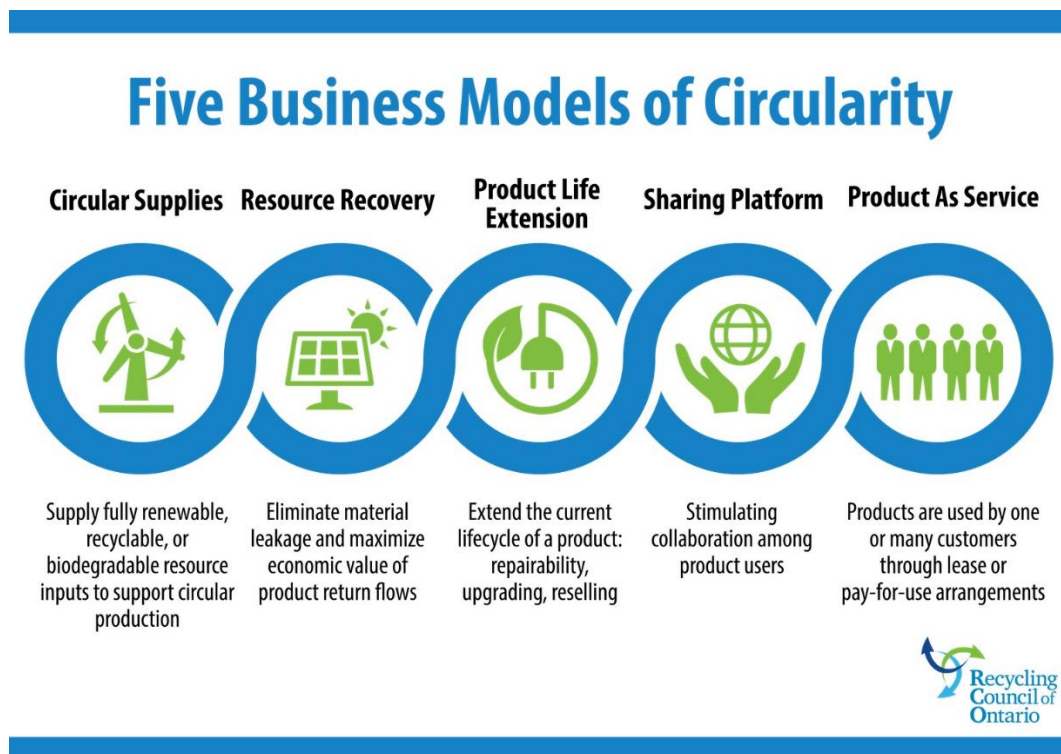 Five Business Models of Circularity
Circular Supplies
Resource Recovery
Product Life
Extension
Sharing Platform
Product As Service
Supply fully renewable,
recyclable, or
biodegradable resource
inputs to support circular
production
Eliminate material
leakage and maximize
economic value of
product return flows
Extend the current
lifecycle of a product:
repairability,
upgrading, reselling
Stimulating
collaboration among
product users
Products are used by one
or many customers
through lease or
pay-for-use arrangements
Recycling
Council of
Ontario